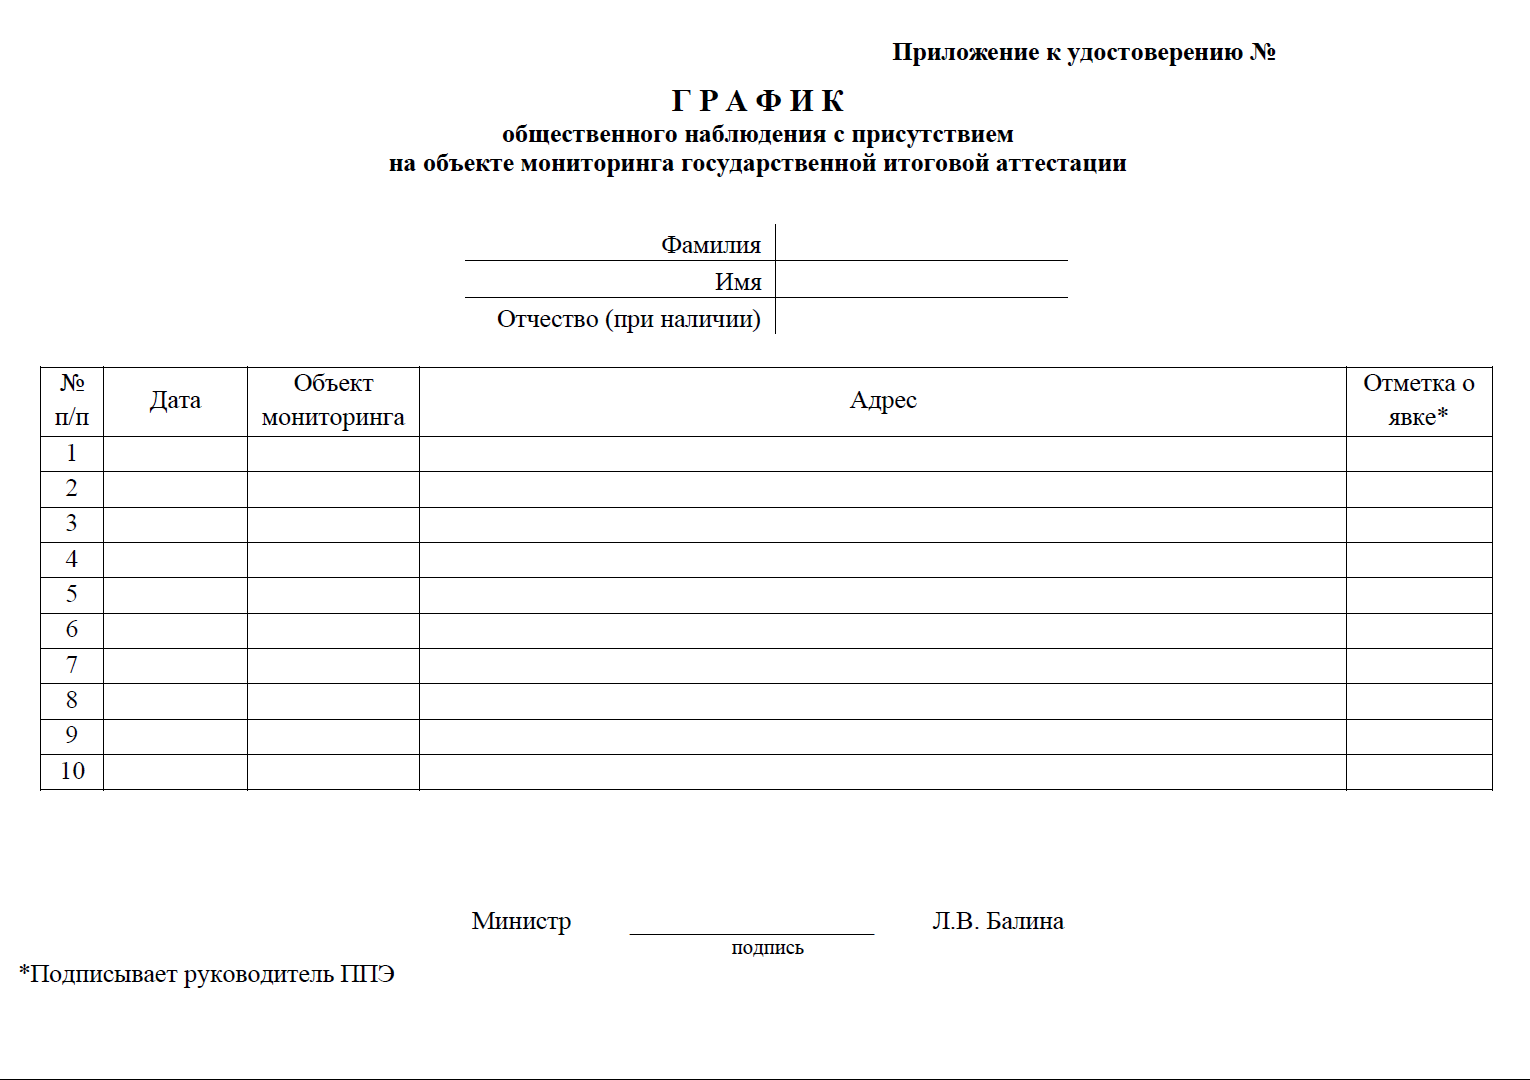 Приложение к удостоверению №
Г Р А Ф И К
общественного наблюдения с присутствием
на объекте мониторинга государственной итоговой аттестации
Фамилия
Имя
Отчество (при наличии)
№ п/п Дата Объект мониторинга Адрес Отметка о явке*
1
2
3
4
5
6
7
8
9
10
Министр ____________________ Л.В. Балина
подпись
*Подписывает руководитель ППЭ